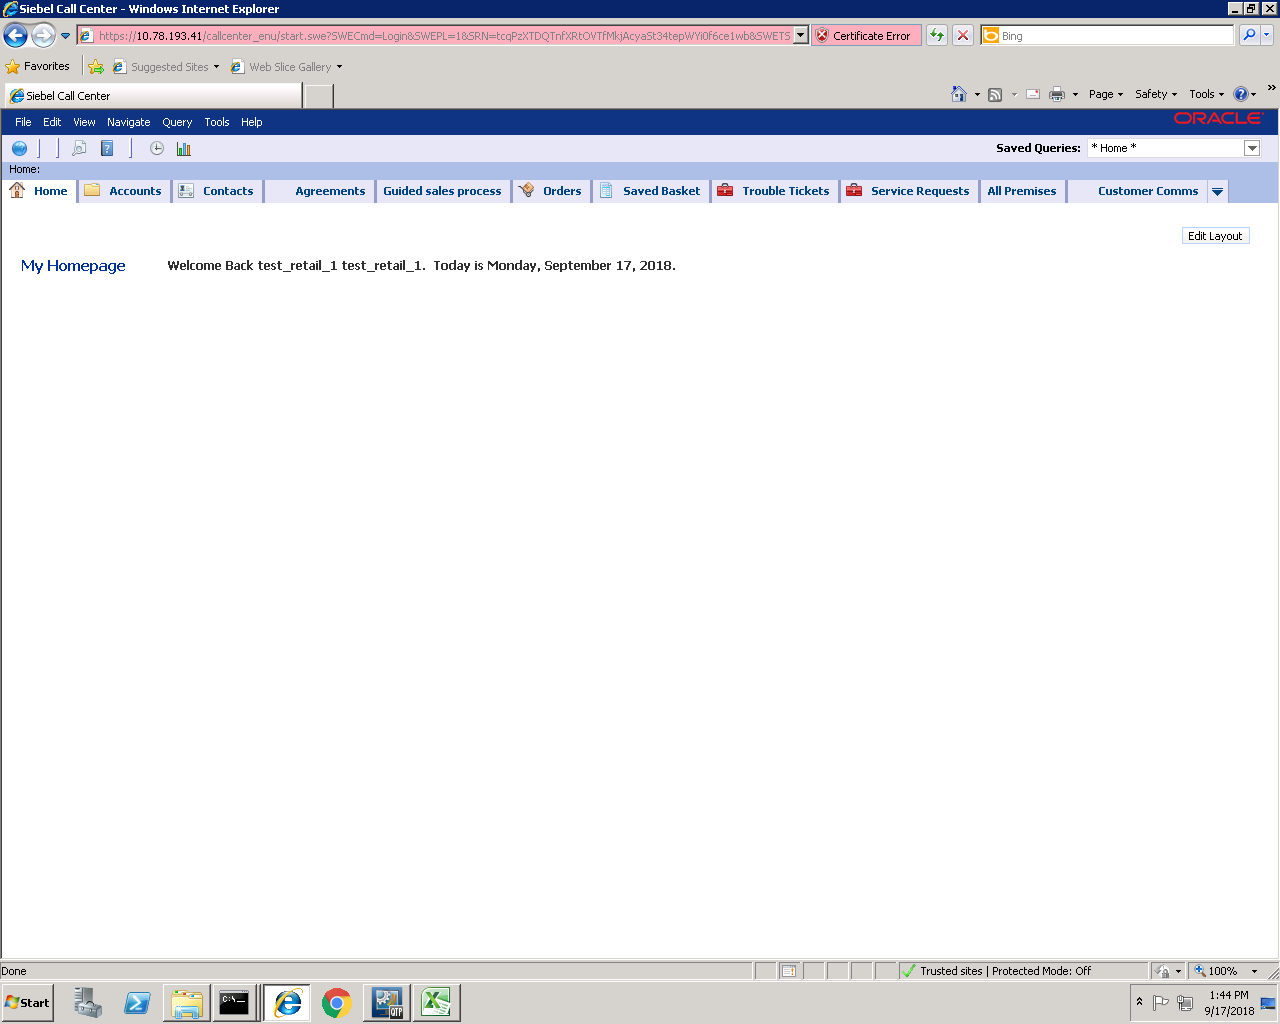 Siebel Call Center - Windows Internet Explorer
https://10.78.193.41/callcenter_enu/start.swe?SWECmd=Login&SWEPL=1&SRN=tcqPzXTDQTnfXRtOVTfMkjAcyaSt34tepWYi0f6ce1wb&SWETS Certificate Error Bing
Favorites Suggested Sites Web Slice Gallery
Siebel Call Center Page Safety Tools »
File Edit View Navigate Query Tools Help ORACLE
Saved Queries: * Home *
Home:
Home Accounts Contacts Agreements Guided sales process Orders Saved Basket Trouble Tickets Service Requests All Premises Customer Comms
Edit Layout
My Homepage Welcome Back test_retail_1 test_retail_1. Today is Monday, September 17, 2018.
Done Trusted sites | Protected Mode: Off 100%
Start C:\. QTP 1:44 PM
9/17/2018